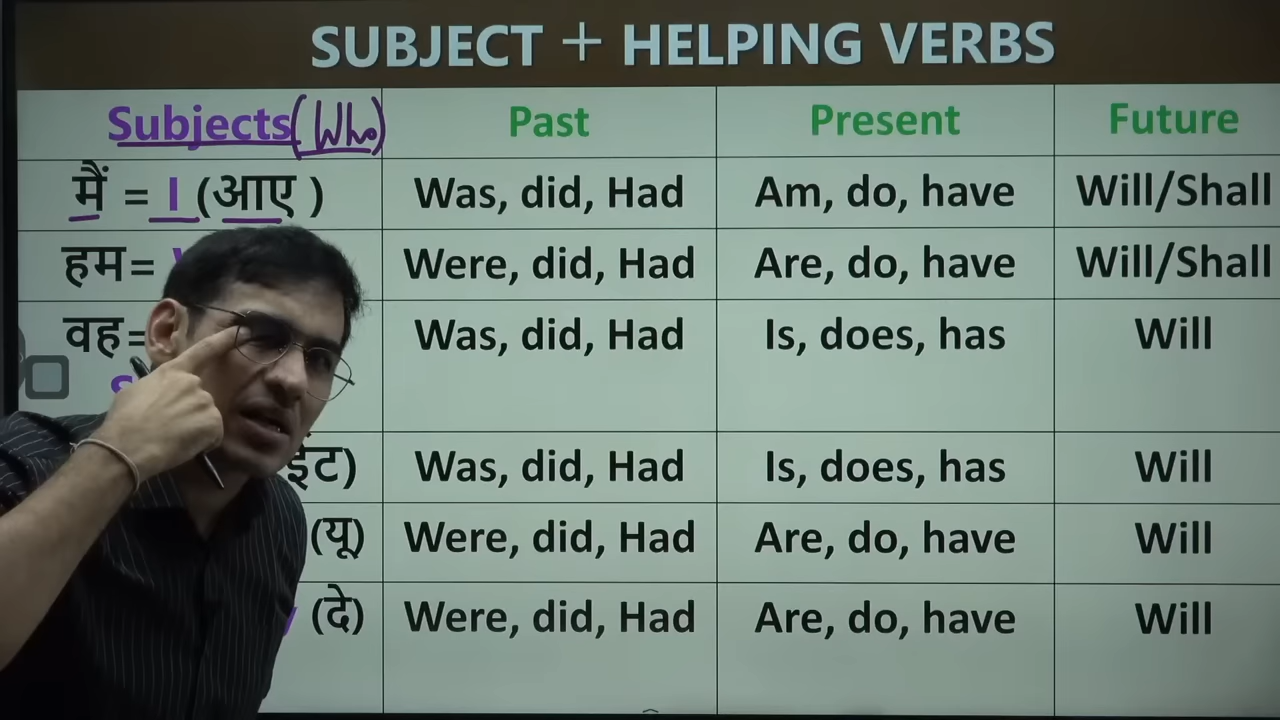 SUBJECT + HELPING VERBS
Subjects (Who) Past Present Future
मैं = I (आए ) Was, did, Had Am, do, have Will/Shall
हम= Were, did, Had Are, do, have Will/Shall
वह= Was, did, Had Is, does, has Will
ईट) Was, did, Had Is, does, has Will
(यू) Were, did, Had Are, do, have Will
(दे) Were, did, Had Are, do, have Will